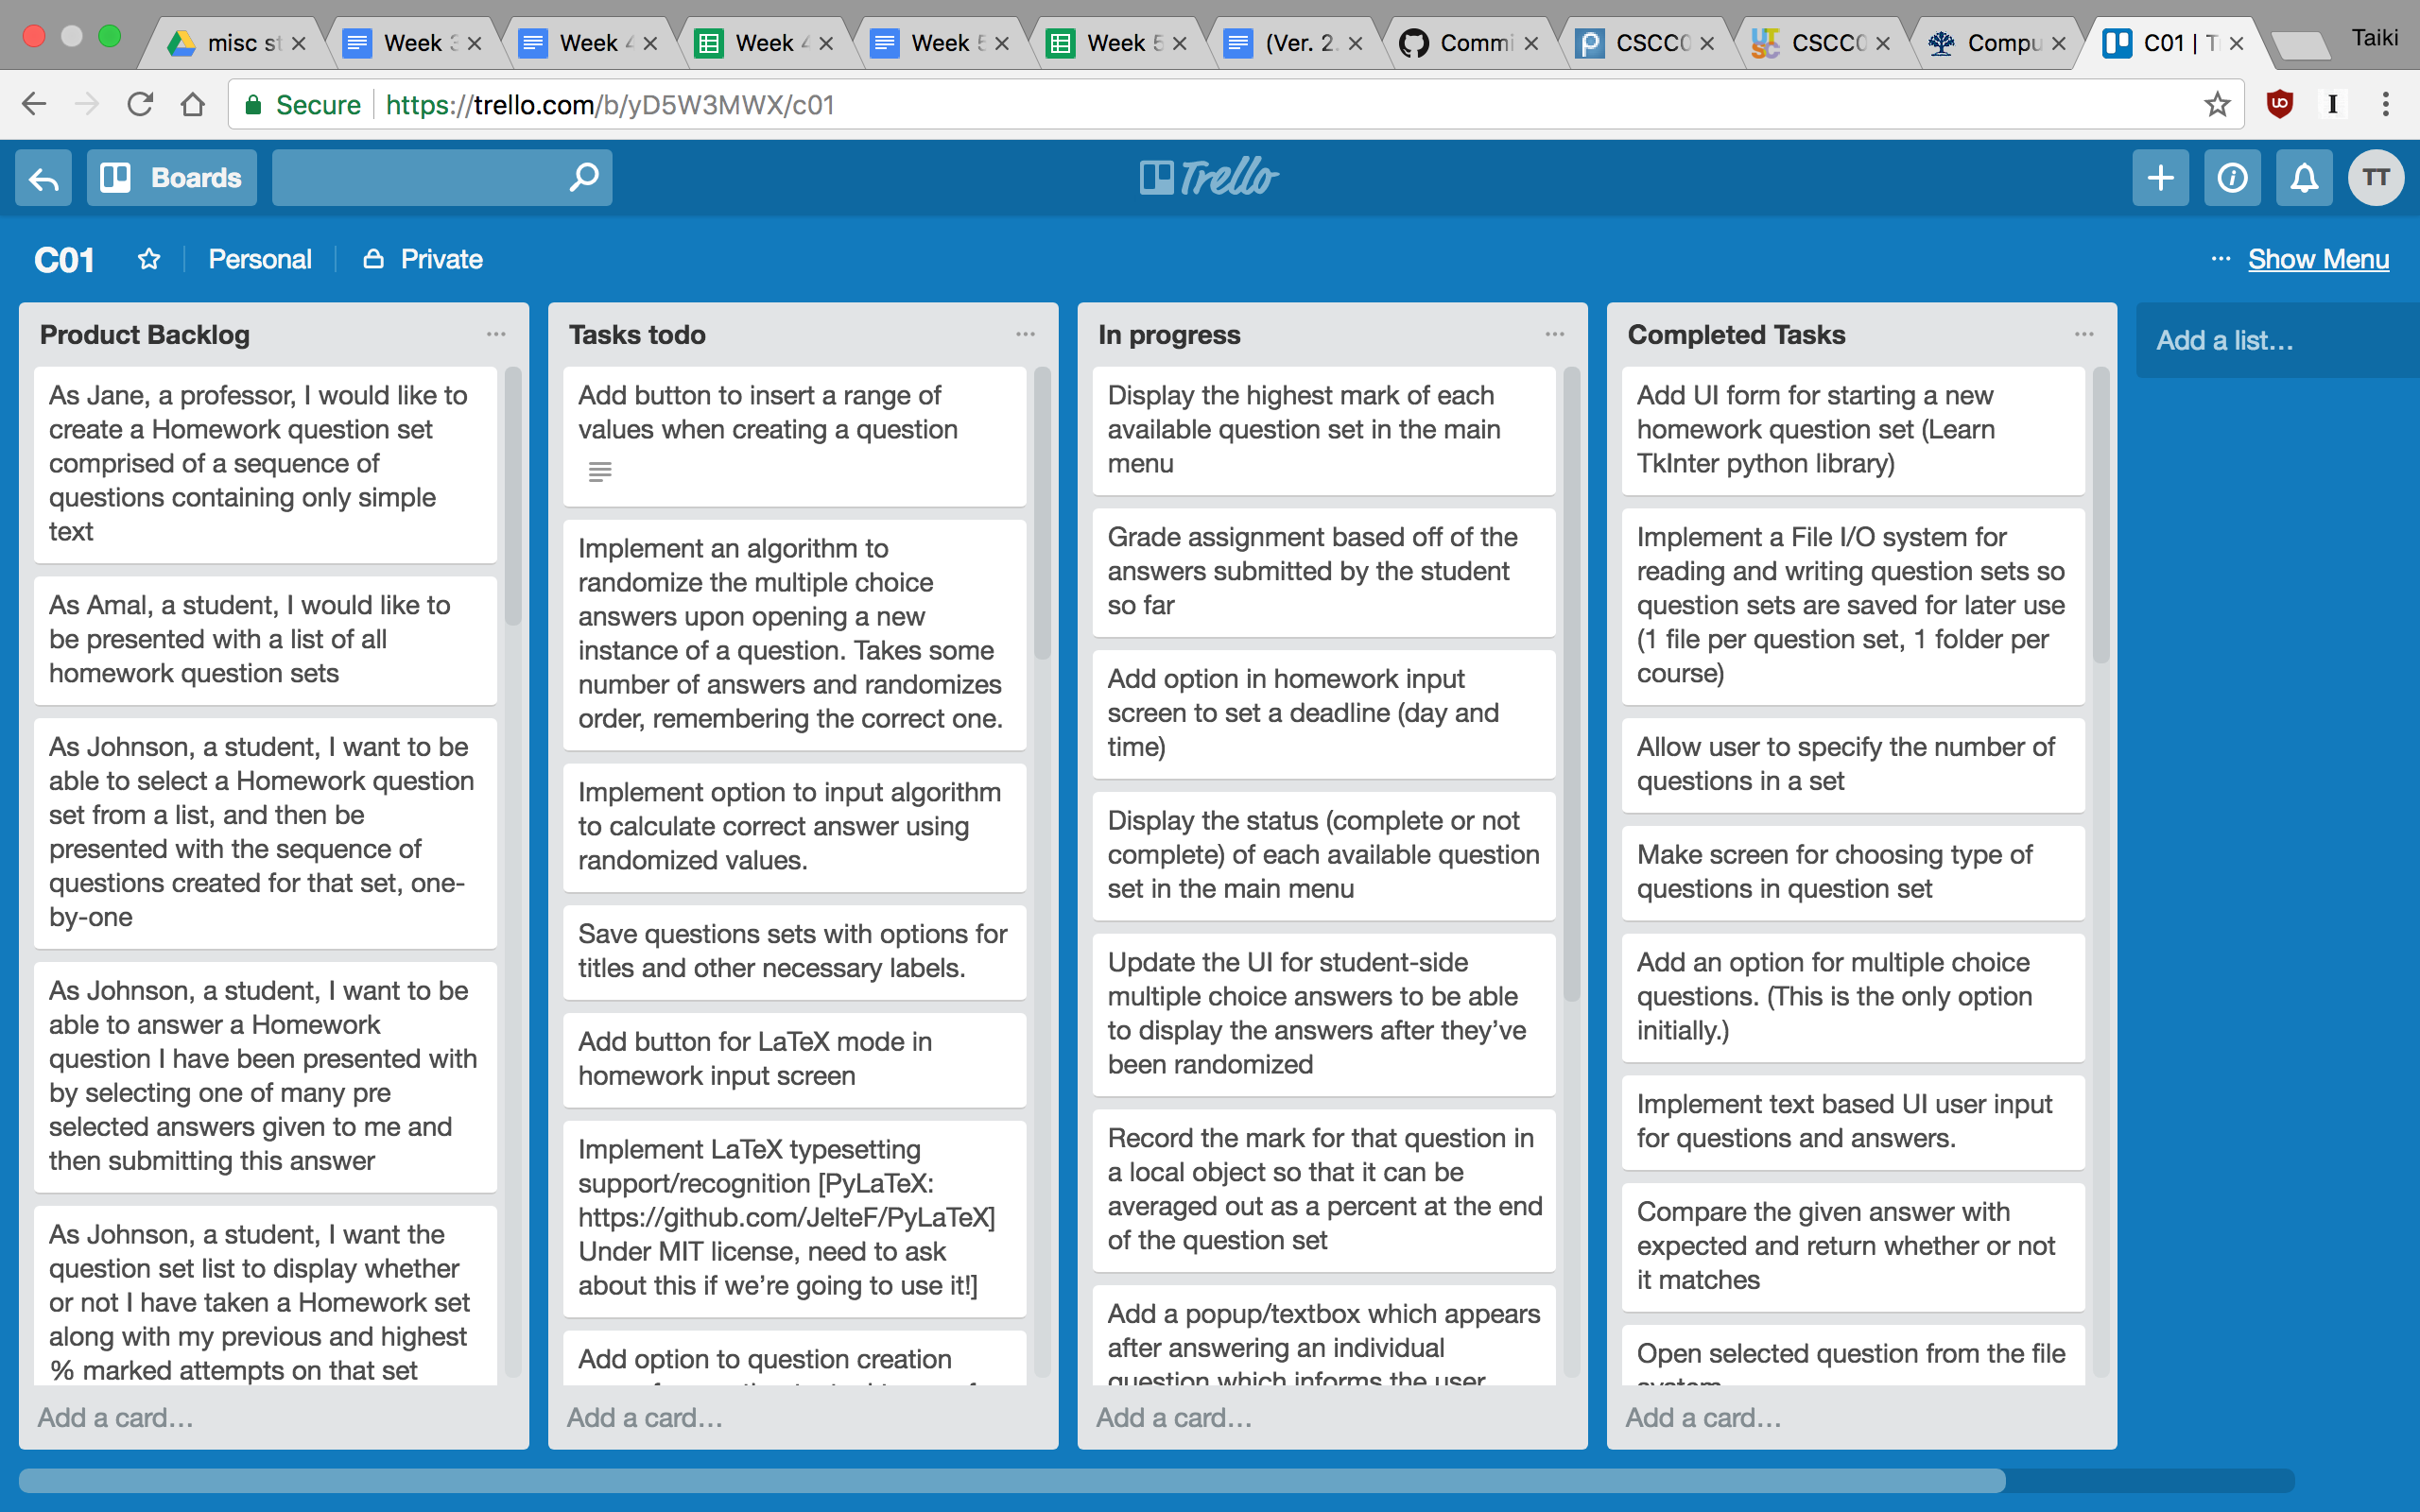 misc st
Week 3
Week 4
Week 4
Week 5
Week 5
(Ver. 2.
Commi
CSCC0
CSCC0
Compu
C01 | T
Taiki
Secure
https://trello.com/b/yD5W3MWX/c01
Boards
Trello
TT
C01
Personal
Private
Show Menu
Product Backlog
As Jane, a professor, I would like to
create a Homework question set
comprised of a sequence of
questions containing only simple
text
As Amal, a student, I would like to
be presented with a list of all
homework question sets
As Johnson, a student, I want to be
able to select a Homework question
set from a list, and then be
presented with the sequence of
questions created for that set, one-
by-one
As Johnson, a student, I want to be
able to answer a Homework
question I have been presented with
by selecting one of many pre
selected answers given to me and
then submitting this answer
As Johnson, a student, I want the
question set list to display whether
or not I have taken a Homework set
along with my previous and highest
% marked attempts on that set
Add a card...
Tasks todo
Add button to insert a range of
values when creating a question
Implement an algorithm to
randomize the multiple choice
answers upon opening a new
instance of a question. Takes some
number of answers and randomizes
order, remembering the correct one.
Implement option to input algorithm
to calculate correct answer using
randomized values.
Save questions sets with options for
titles and other necessary labels.
Add button for LaTeX mode in
homework input screen
Implement LaTeX typesetting
support/recognition [PyLaTeX:
https://github.com/JelteF/PyLaTeX]
Under MIT license, need to ask
about this if we’re going to use it!]
Add option to question creation
Add a card...
In progress
Display the highest mark of each
available question set in the main
menu
Grade assignment based off of the
answers submitted by the student
so far
Add option in homework input
screen to set a deadline (day and
time)
Display the status (complete or not
complete) of each available question
set in the main menu
Update the UI for student-side
multiple choice answers to be able
to display the answers after they’ve
been randomized
Record the mark for that question in
a local object so that it can be
averaged out as a percent at the end
of the question set
Add a popup/textbox which appears
after answering an individual
question which informs the user
Add a card...
Completed Tasks
Add UI form for starting a new
homework question set (Learn
TkInter python library)
Implement a File I/O system for
reading and writing question sets so
question sets are saved for later use
(1 file per question set, 1 folder per
course)
Allow user to specify the number of
questions in a set
Make screen for choosing type of
questions in question set
Add an option for multiple choice
questions. (This is the only option
initially.)
Implement text based UI user input
for questions and answers.
Compare the given answer with
expected and return whether or not
it matches
Open selected question from the file
system
Add a card...
Add a list...